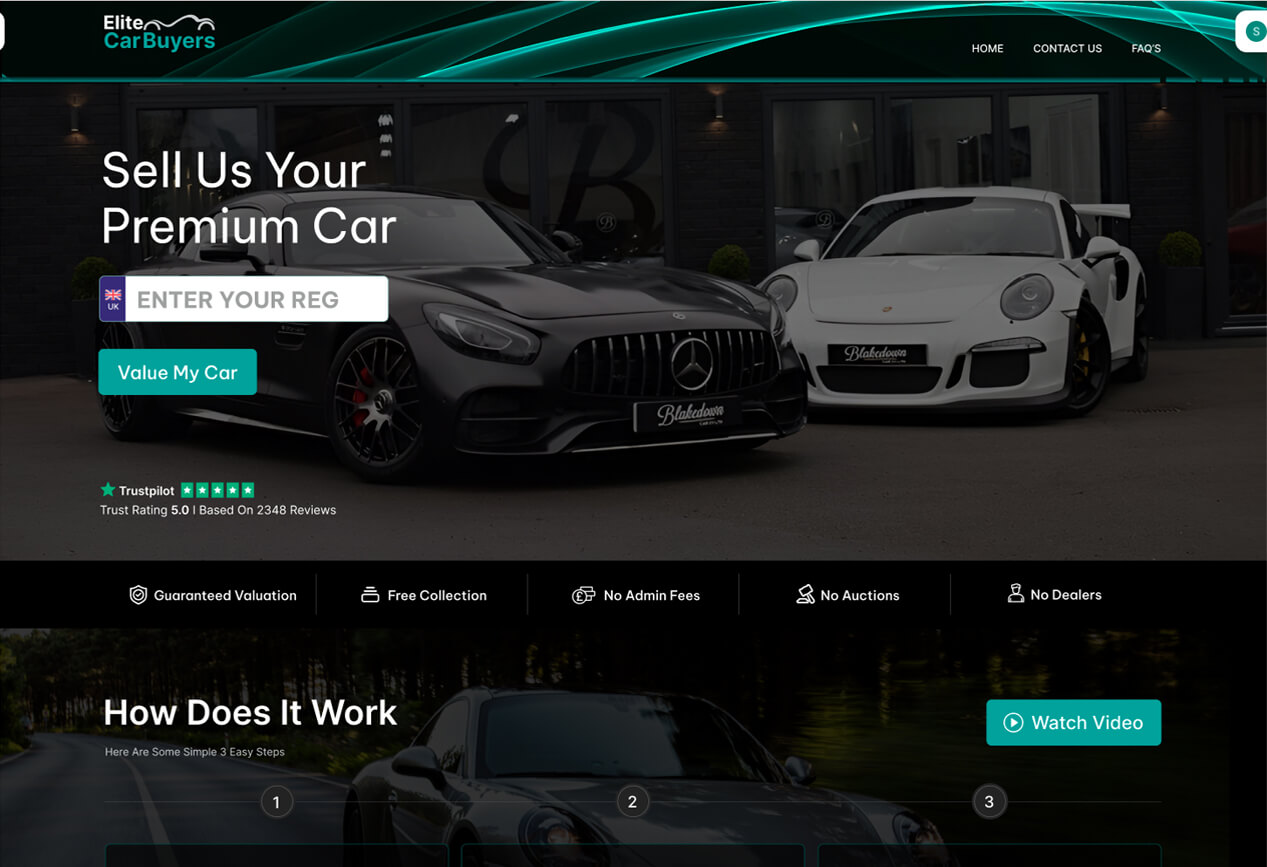 Elite
CarBuyers
HOME
CONTACT US
FAQ'S
S
Sell Us Your
Premium Car
UK
ENTER YOUR REG
Value My Car
Blakedown
Blakedown
Trustpilot
Trust Rating 5.0 | Based On 2348 Reviews
Guaranteed Valuation
Free Collection
No Admin Fees
No Auctions
No Dealers
How Does It Work
Watch Video
Here Are Some Simple 3 Easy Steps
1
2
3